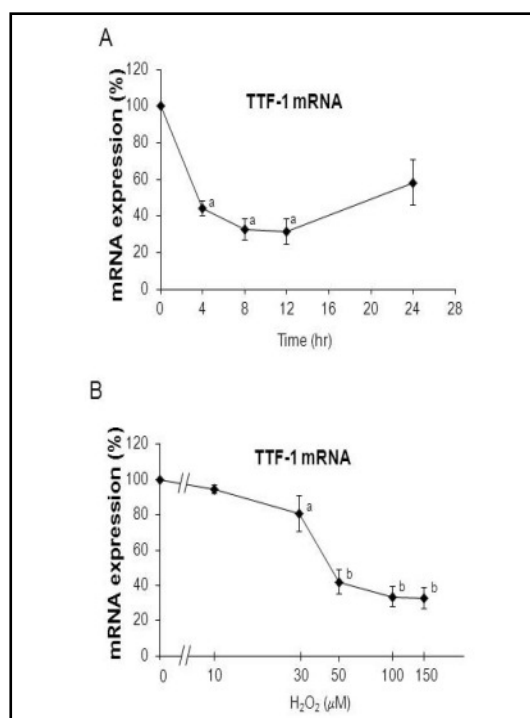 A
mRNA expression (%)
120
100
80
60
40
20
0
TTF-1 mRNA
a
a
a
0 4 8 12 16 20 24 28
Time (hr)
B
mRNA expression (%)
120
100
80
60
40
20
0
TTF-1 mRNA
a
b
b
b
0 10 30 50 100 150
H₂O₂ (μM)